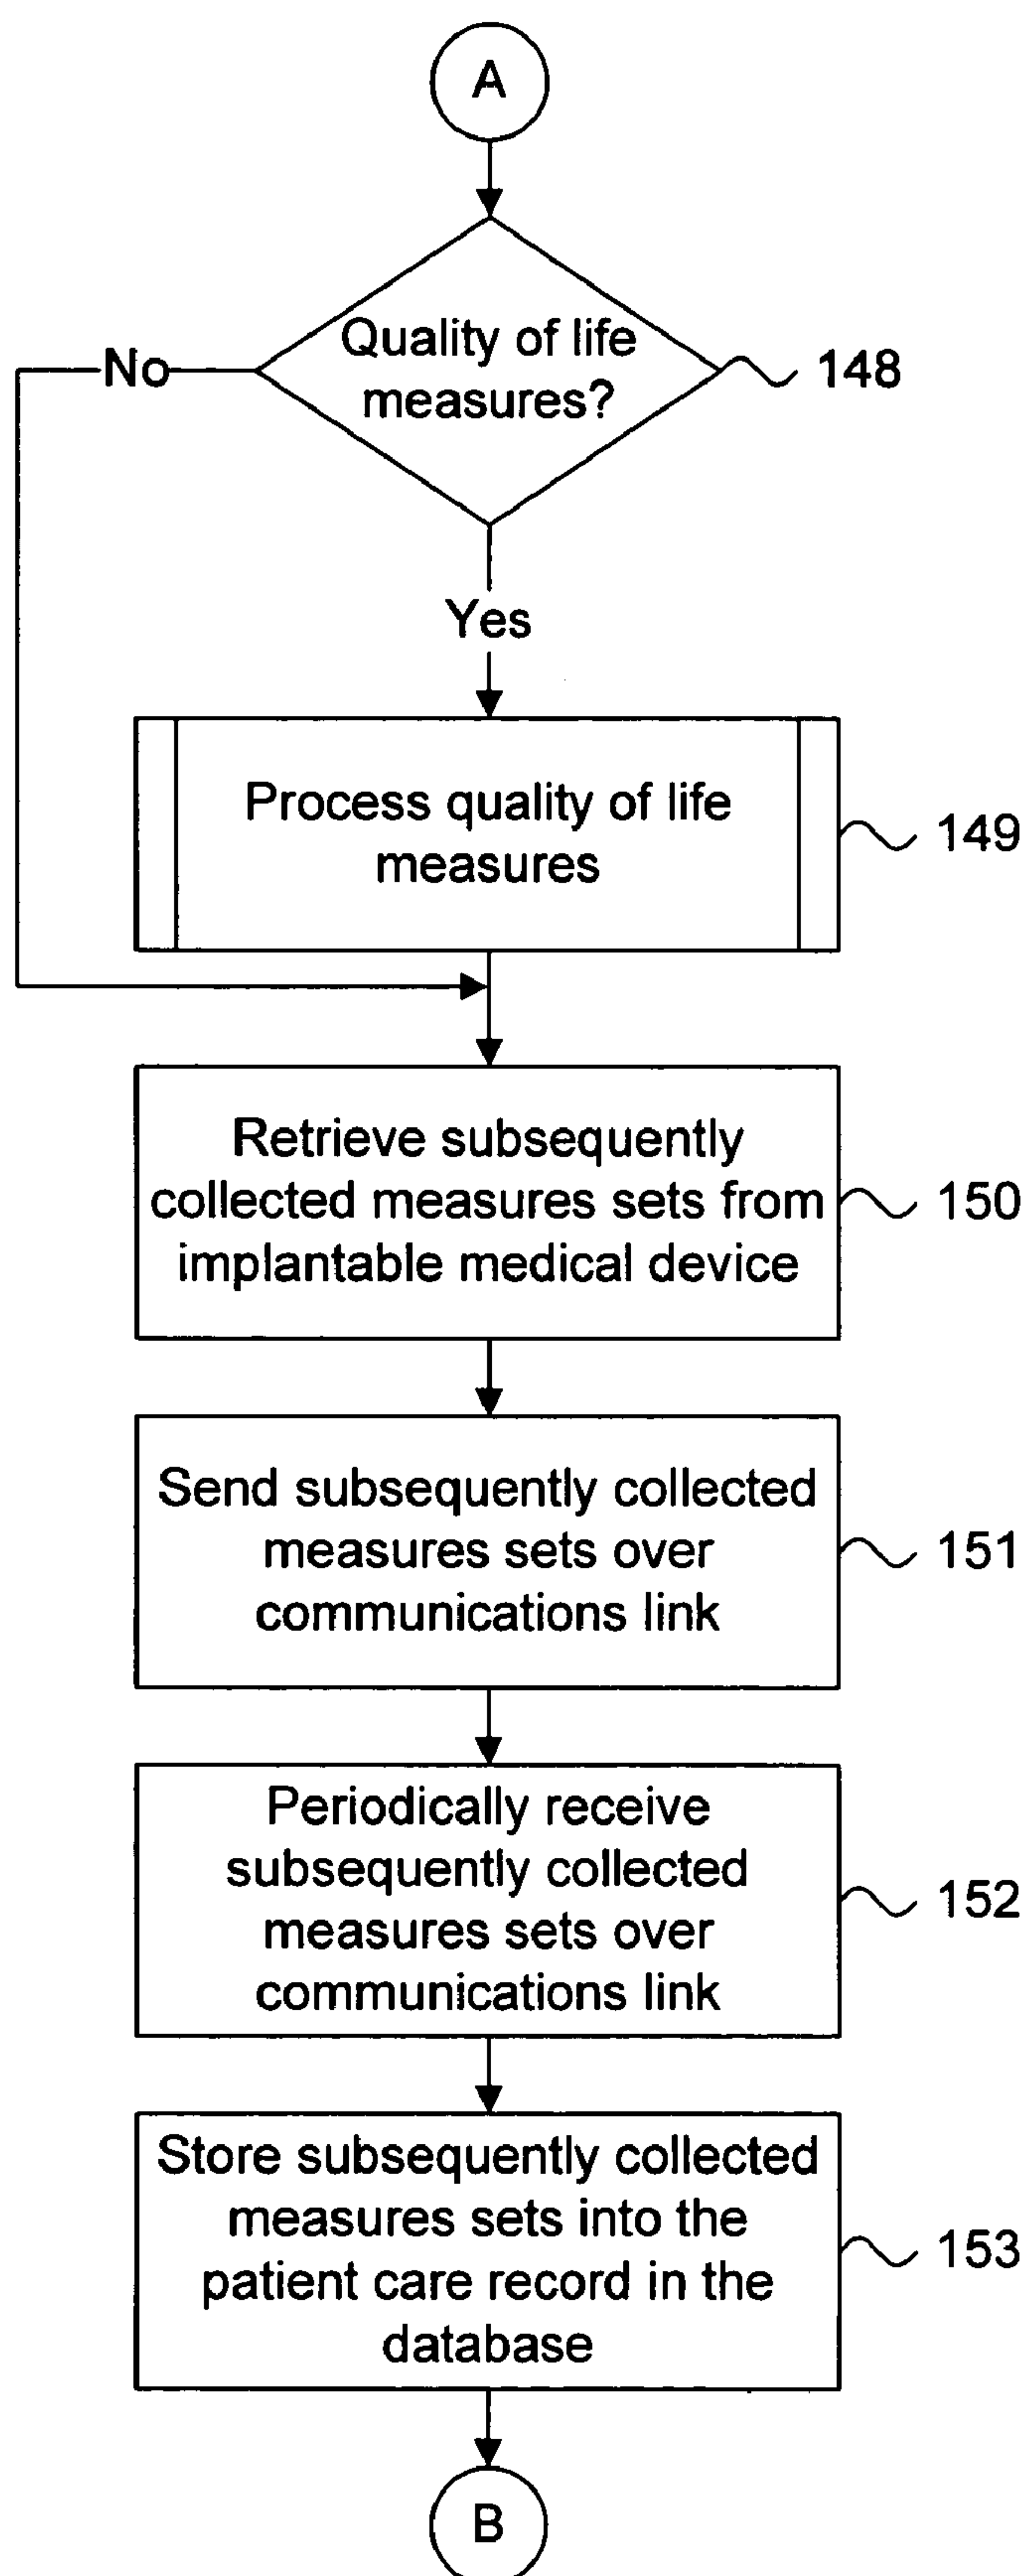 A
Quality of life
measures?
No
148
Yes
Process quality of life
measures
149
Retrieve subsequently
collected measures sets from
implantable medical device
150
Send subsequently collected
measures sets over
communications link
151
Periodically receive
subsequently collected
measures sets over
communications link
152
Store subsequently collected
measures sets into the
patient care record in the
database
153
B